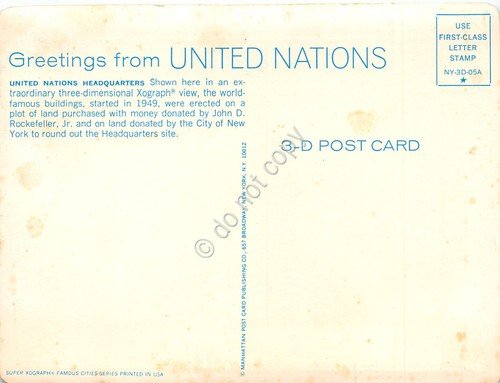 USE
FIRST-CLASS
LETTER
STAMP
NY-3D-05A
★
Greetings from UNITED NATIONS
UNITED NATIONS HEADQUARTERS Shown here in an ex-
traordinary three-dimensional Xograph® view, the world-
famous buildings, started in 1949, were erected on a
plot of land purchased with money donated by John D.
Rockefeller, Jr. and on land donated by the City of New
York to round out the Headquarters site.
3-D POST CARD
© do not copy
© MANHATTAN POST CARD PUBLISHING CO., 657 BROADWAY, NEW YORK, N.Y. 10012
SUPER XOGRAPH® FAMOUS CITIES-SERIES PRINTED IN USA